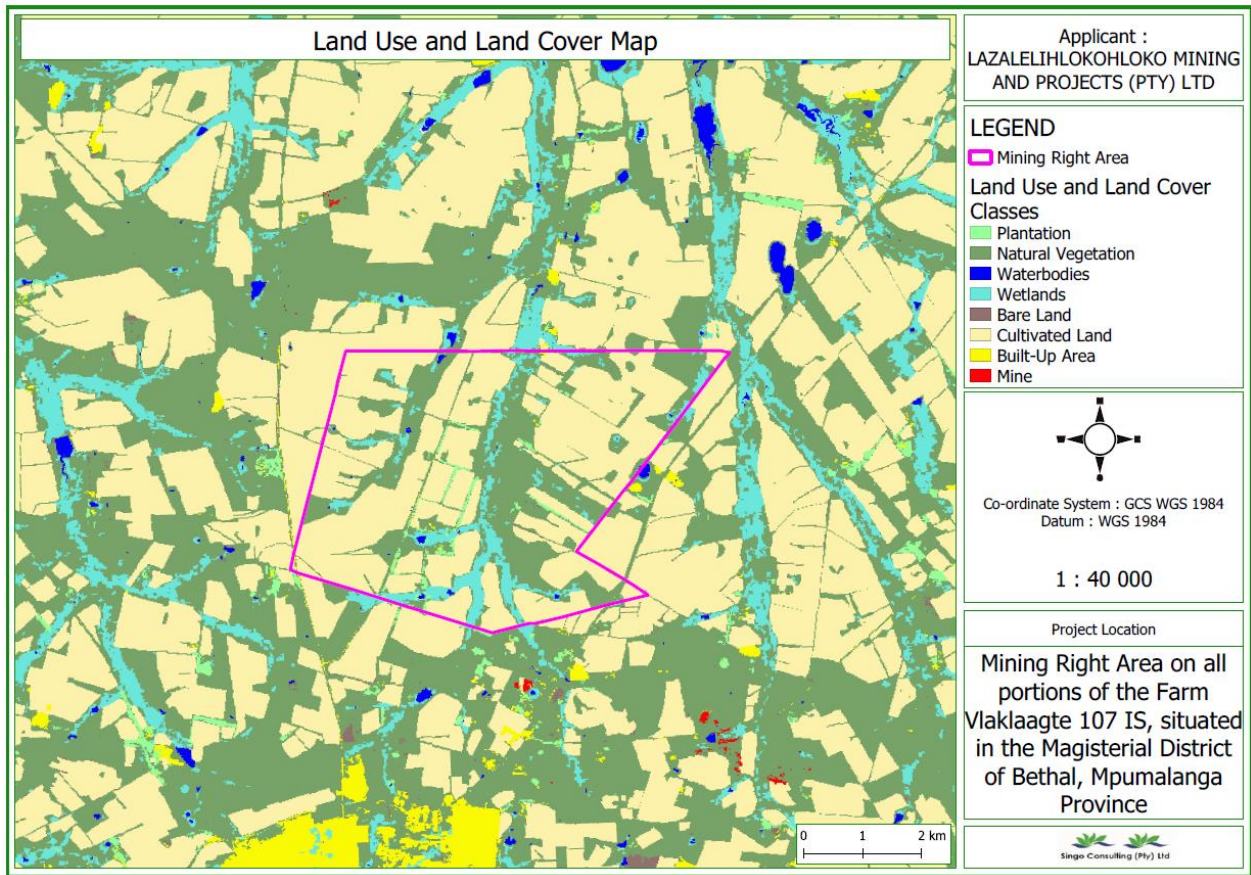 Land Use and Land Cover Map
Applicant :
LAZALELIHLOKOHLOKO MINING
AND PROJECTS (PTY) LTD
LEGEND
Mining Right Area
Land Use and Land Cover
Classes
Plantation
Natural Vegetation
Waterbodies
Wetlands
Bare Land
Cultivated Land
Built-Up Area
Mine
Co-ordinate System : GCS WGS 1984
Datum : WGS 1984
1 : 40 000
Project Location
Mining Right Area on all
portions of the Farm
Vlaklaagte 107 IS, situated
in the Magisterial District
of Bethal, Mpumalanga
Province
0 1 2 km
Singo Consulting (Pty) Ltd